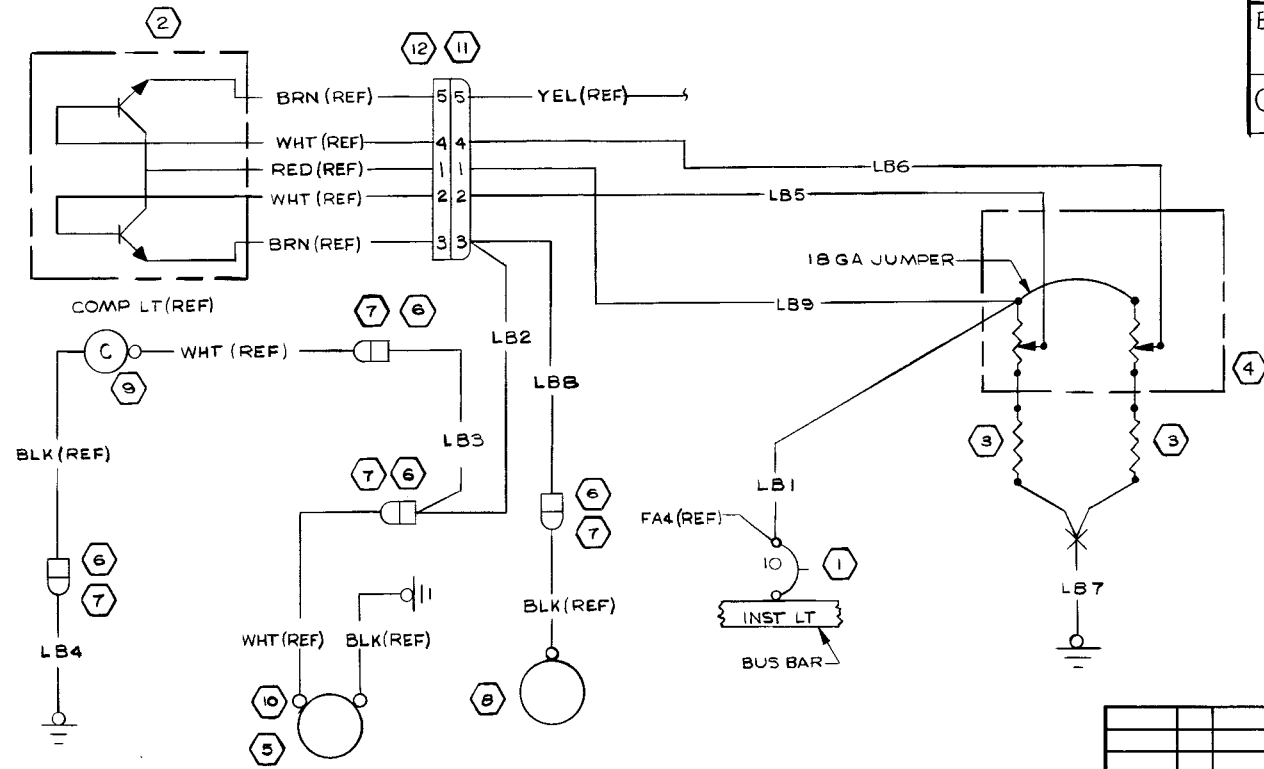 2
12 11
BRN (REF) 5 5 YEL (REF)
WHT (REF) 4 4
RED (REF) 1 1 LB6
WHT (REF) 2 2 LB5
BRN (REF) 3 3
18 GA JUMPER
COMP LT (REF)
LB9
7 6
LB2
C WHT (REF)
LB8
4
9
LB3
3 3
BLK (REF)
7 6
LB1
6
7
FA4 (REF)
10 1
6
7
LB7
BLK (REF)
INST LT
WHT (REF) BLK (REF)
LB4
BUS BAR
10
8
5